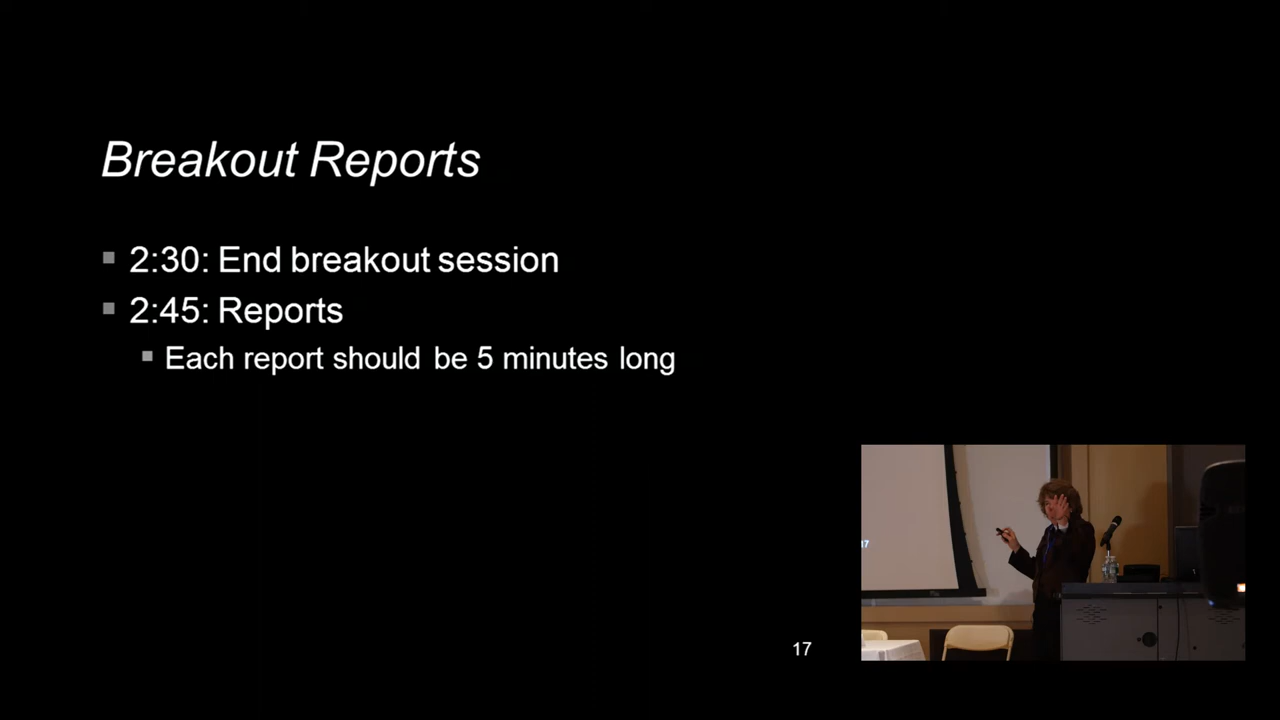 Breakout Reports
2:30: End breakout session
2:45: Reports
Each report should be 5 minutes long
17